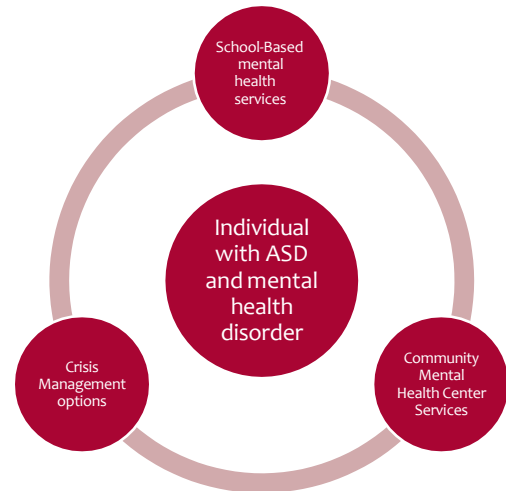 School-Based
mental
health
services
Individual
with ASD
and mental
health
disorder
Crisis
Management
options
Community
Mental
Health Center
Services